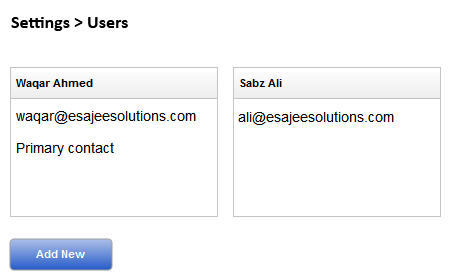 Settings > Users
Waqar Ahmed
waqar@esajeesolutions.com
Primary contact
Sabz Ali
ali@esajeesolutions.com
Add New